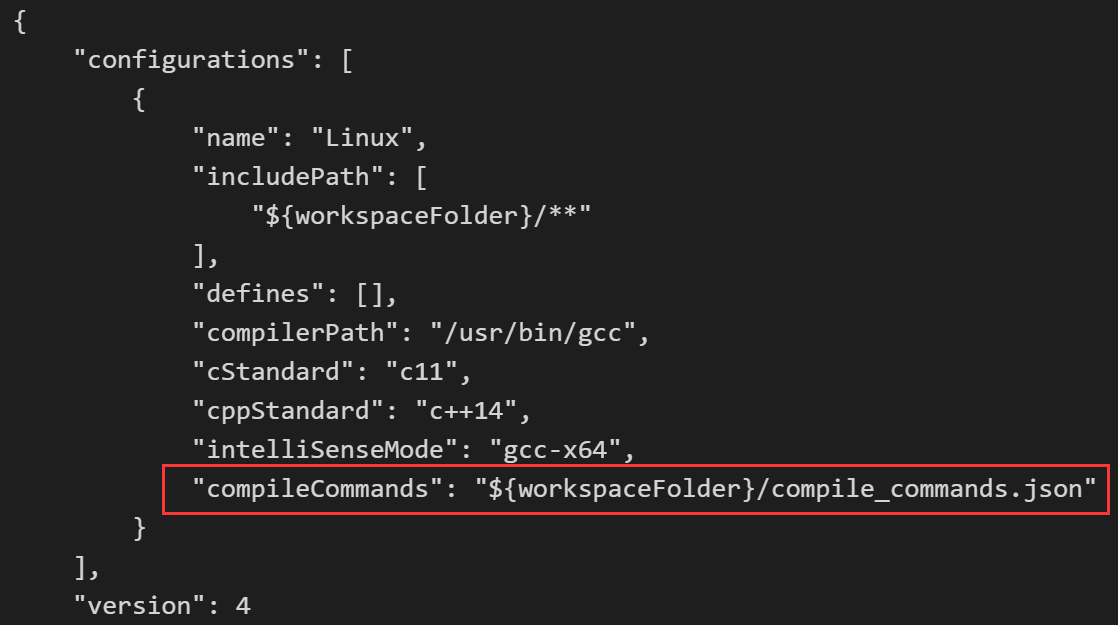 {
    "configurations": [
        {
            "name": "Linux",
            "includePath": [
                "${workspaceFolder}/**"
            ],
            "defines": [],
            "compilerPath": "/usr/bin/gcc",
            "cStandard": "c11",
            "cppStandard": "c++14",
            "intelliSenseMode": "gcc-x64",
            "compileCommands": "${workspaceFolder}/compile_commands.json"
        }
    ],
    "version": 4